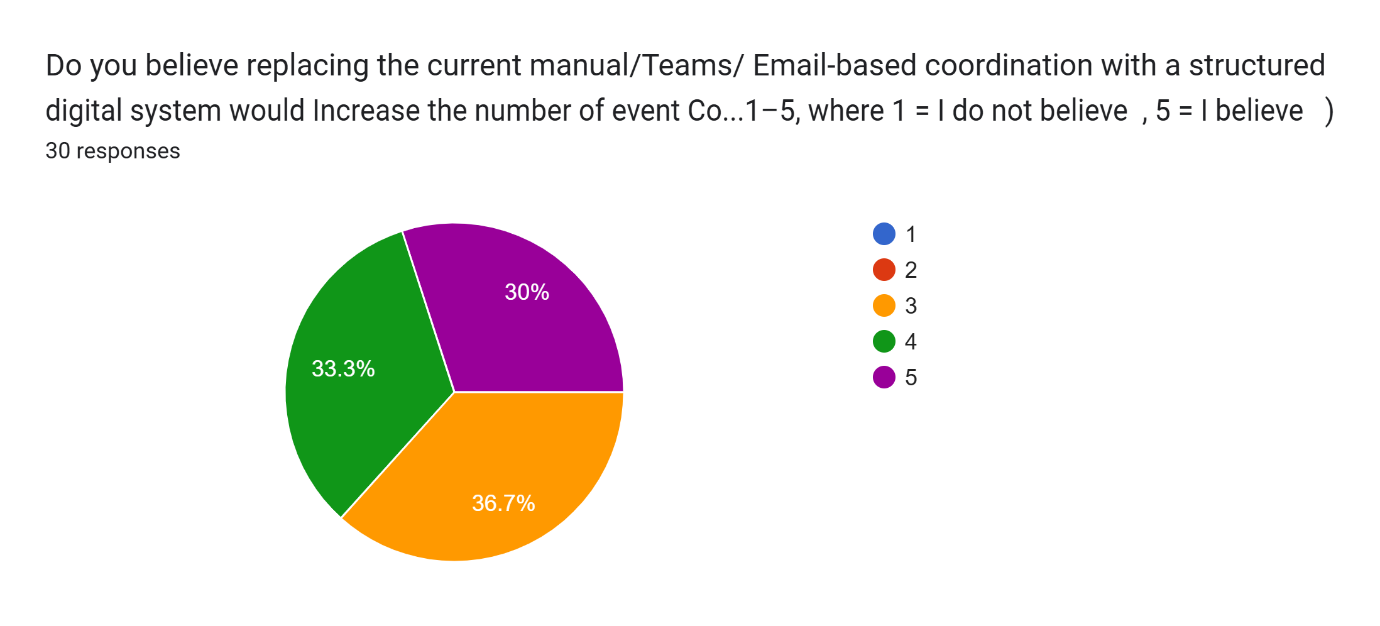 Do you believe replacing the current manual/Teams/ Email-based coordination with a structured
digital system would Increase the number of event Co...1–5, where 1 = I do not believe  , 5 = I believe   )
30 responses
30%
33.3%
36.7%
1
2
3
4
5